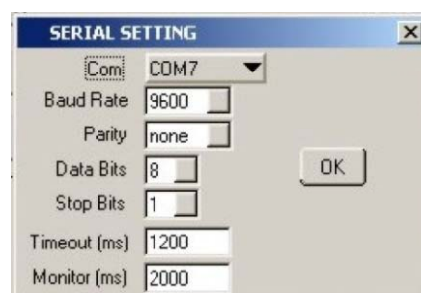 SERIAL SETTING
Com COM7
Baud Rate 9600
Parity none
Data Bits 8
OK
Stop Bits 1
Timeout (ms) 1200
Monitor (ms) 2000